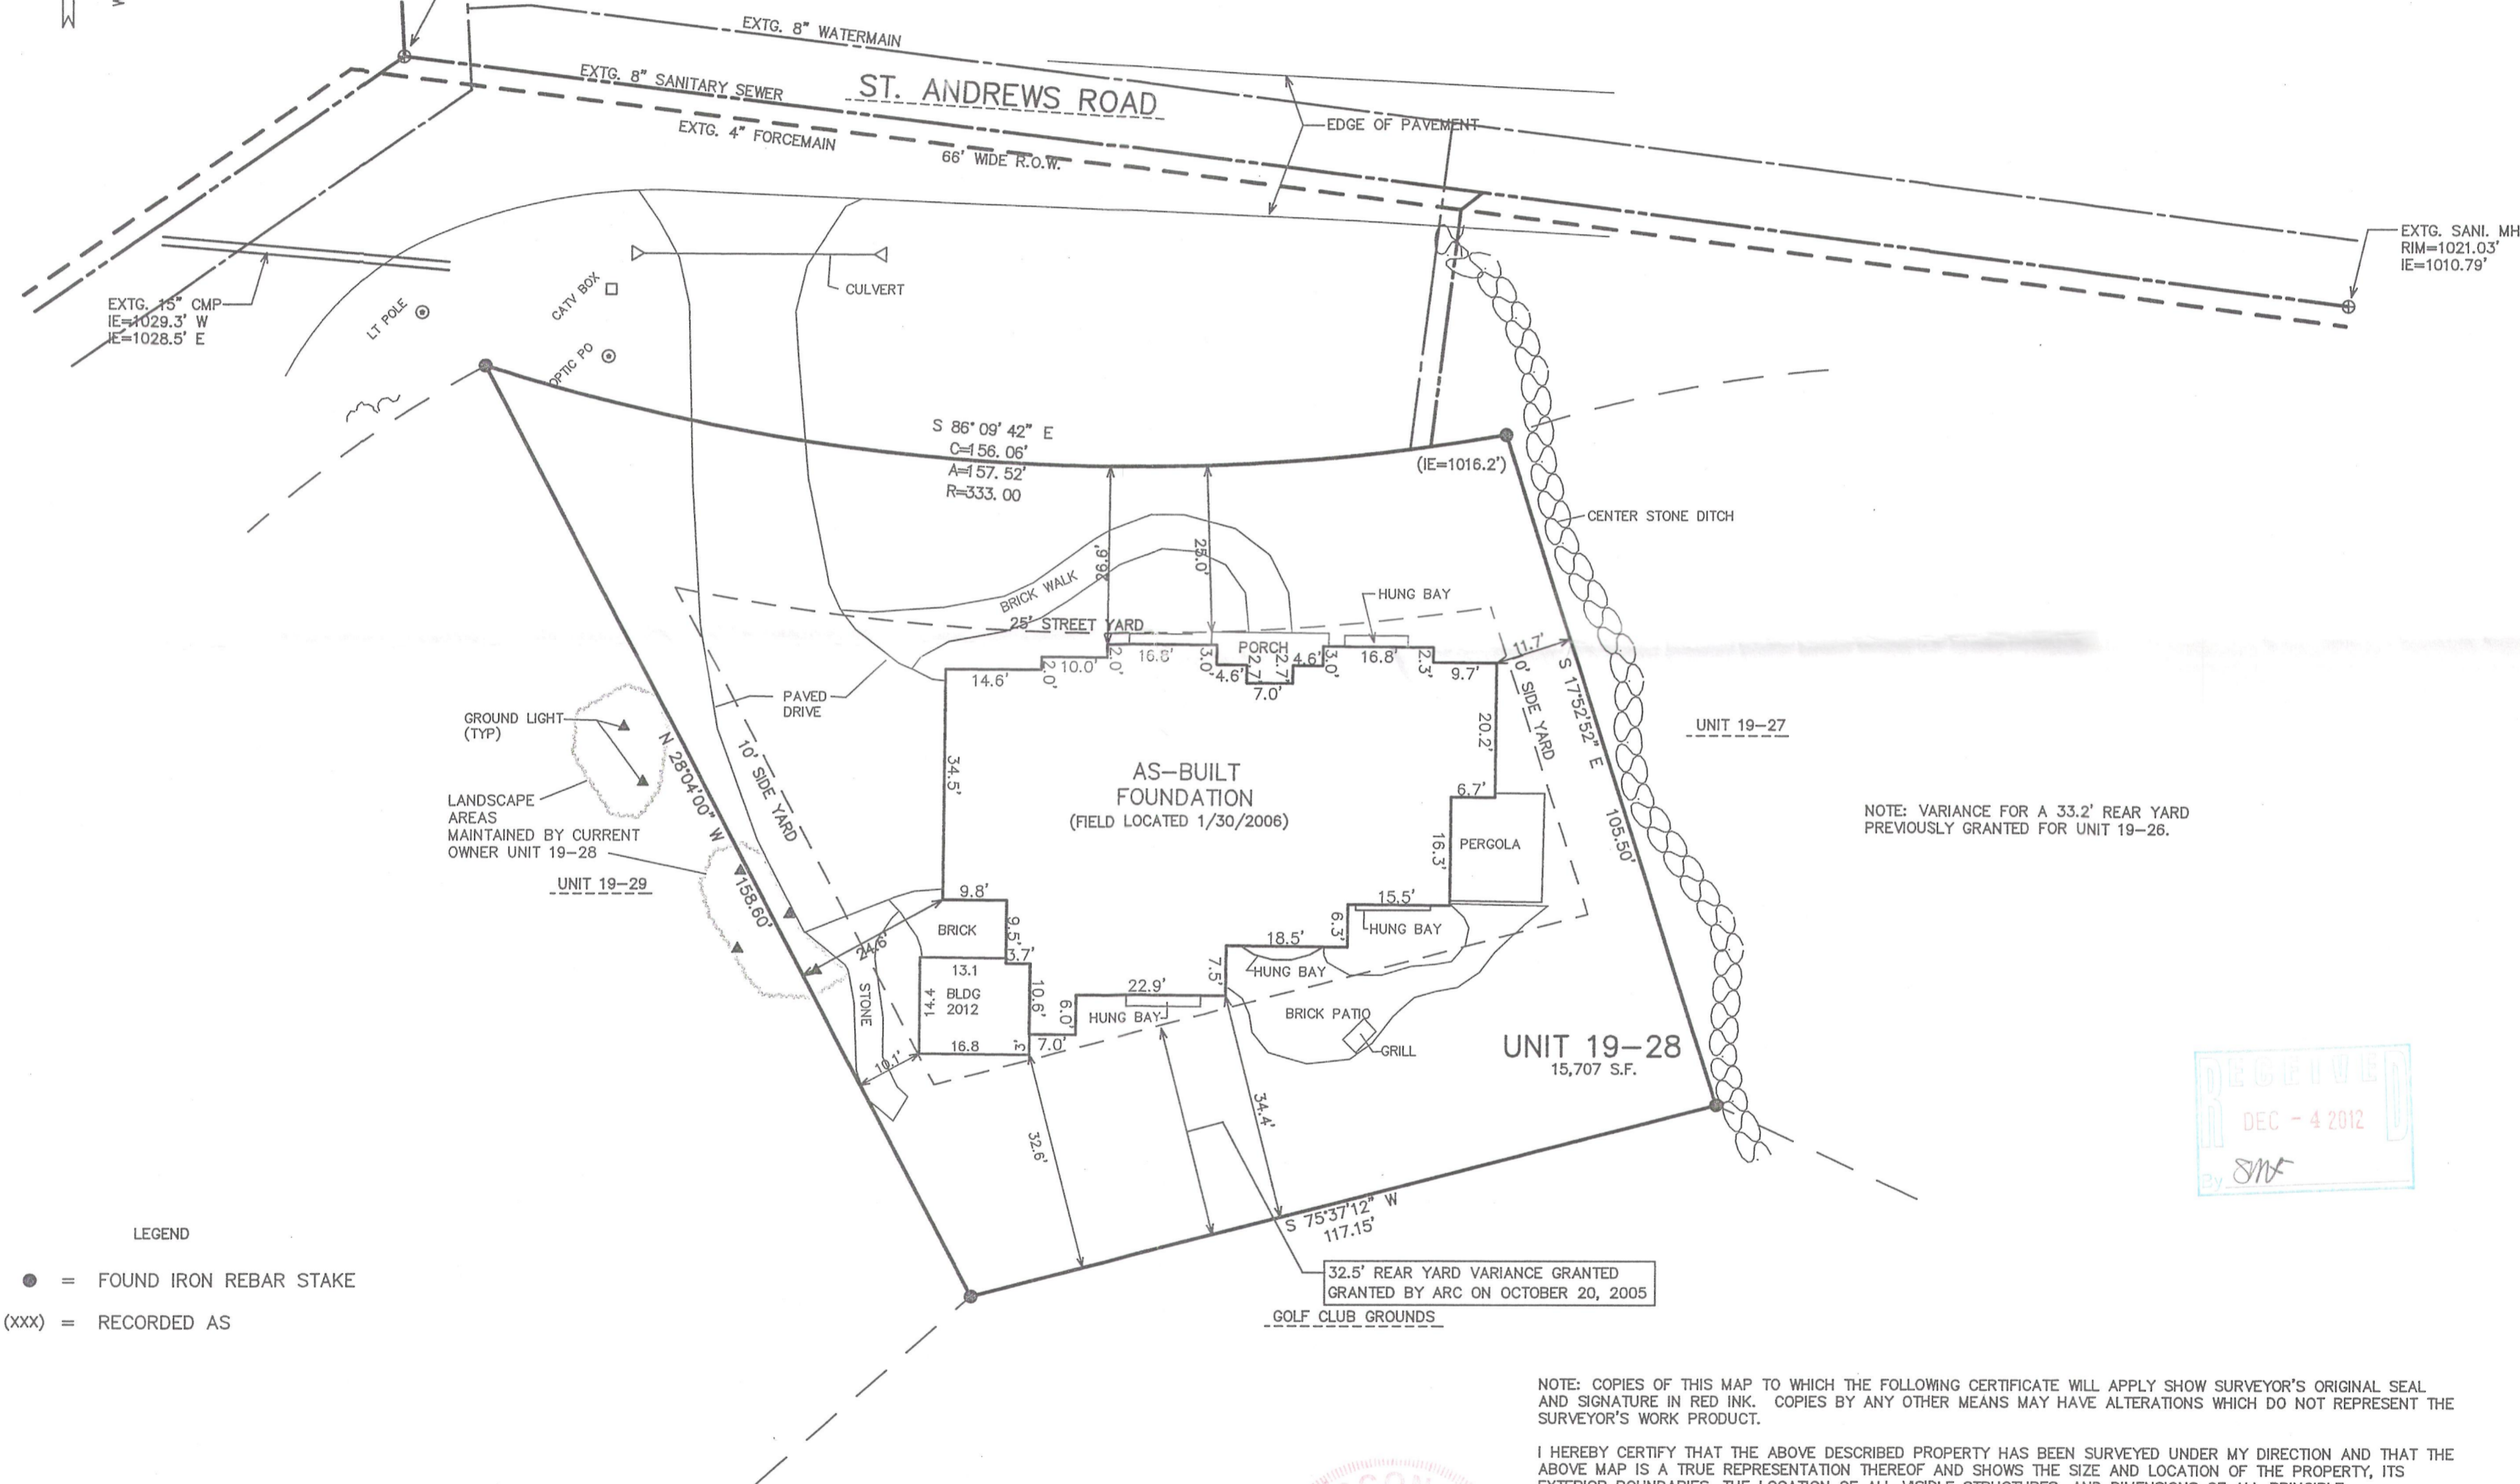 EXTG. 8" WATERMAIN
EXTG. 8" SANITARY SEWER
ST. ANDREWS ROAD
EXTG. 4" FORCEMAIN
66' WIDE R.O.W.
EDGE OF PAVEMENT
EXTG. SANI. MH
RIM=1021.03'
IE=1010.79'
EXTG. 15" CMP
IE=1029.3' W
IE=1028.5' E
LT POLE
CATV BOX
OPTIC PO
CULVERT
S 86° 09' 42" E
C=156. 06'
A=157. 52'
R=333. 00
(IE=1016.2')
CENTER STONE DITCH
26.6'
25.0'
BRICK WALK
HUNG BAY
25' STREET YARD
PORCH
11.7'
14.6'
2.0'
10.0'
2.0'
16.8'
3.0'
4.6'
2.7'
7.0'
2.7'
4.6'
3.0'
16.8'
2.3'
9.7'
10' SIDE YARD
S 17°52'52" E
105.50'
PAVED
DRIVE
GROUND LIGHT
(TYP)
N 28°04'00" W
158.60'
10' SIDE YARD
34.5'
AS-BUILT
FOUNDATION
(FIELD LOCATED 1/30/2006)
20.2'
6.7'
UNIT 19-27
LANDSCAPE
AREAS
MAINTAINED BY CURRENT
OWNER UNIT 19-28
UNIT 19-29
16.3'
PERGOLA
NOTE: VARIANCE FOR A 33.2' REAR YARD
PREVIOUSLY GRANTED FOR UNIT 19-26.
9.8'
BRICK
9.5'
3.7'
24.6'
15.5'
6.3'
HUNG BAY
18.5'
HUNG BAY
7.5'
STONE
13.1
14.4
BLDG
2012
16.8
10.6'
6.0'
3'
7.0'
22.9'
HUNG BAY
BRICK PATIO
GRILL
10.1'
UNIT 19-28
15,707 S.F.
32.6'
34.4'
RECEIVED
DEC - 4 2012
By
S 75°37'12" W
117.15'
32.5' REAR YARD VARIANCE GRANTED
GRANTED BY ARC ON OCTOBER 20, 2005
GOLF CLUB GROUNDS
LEGEND
= FOUND IRON REBAR STAKE
(XXX) = RECORDED AS
NOTE: COPIES OF THIS MAP TO WHICH THE FOLLOWING CERTIFICATE WILL APPLY SHOW SURVEYOR'S ORIGINAL SEAL
AND SIGNATURE IN RED INK. COPIES BY ANY OTHER MEANS MAY HAVE ALTERATIONS WHICH DO NOT REPRESENT THE
SURVEYOR'S WORK PRODUCT.
I HEREBY CERTIFY THAT THE ABOVE DESCRIBED PROPERTY HAS BEEN SURVEYED UNDER MY DIRECTION AND THAT THE
ABOVE MAP IS A TRUE REPRESENTATION THEREOF AND SHOWS THE SIZE AND LOCATION OF THE PROPERTY, ITS